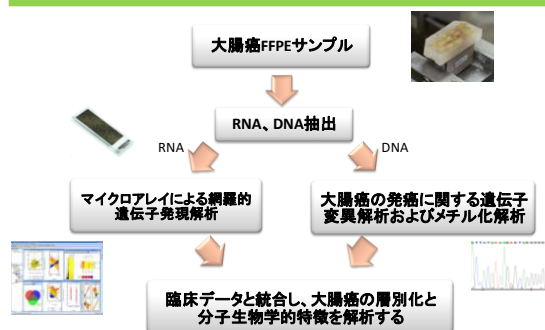 大腸癌FFPEサンプル
RNA、DNA抽出
RNA
DNA
マイクロアレイによる網羅的
遺伝子発現解析
大腸癌の発癌に関する遺伝子
変異解析およびメチル化解析
臨床データと統合し、大腸癌の層別化と
分子生物学的特徴を解析する